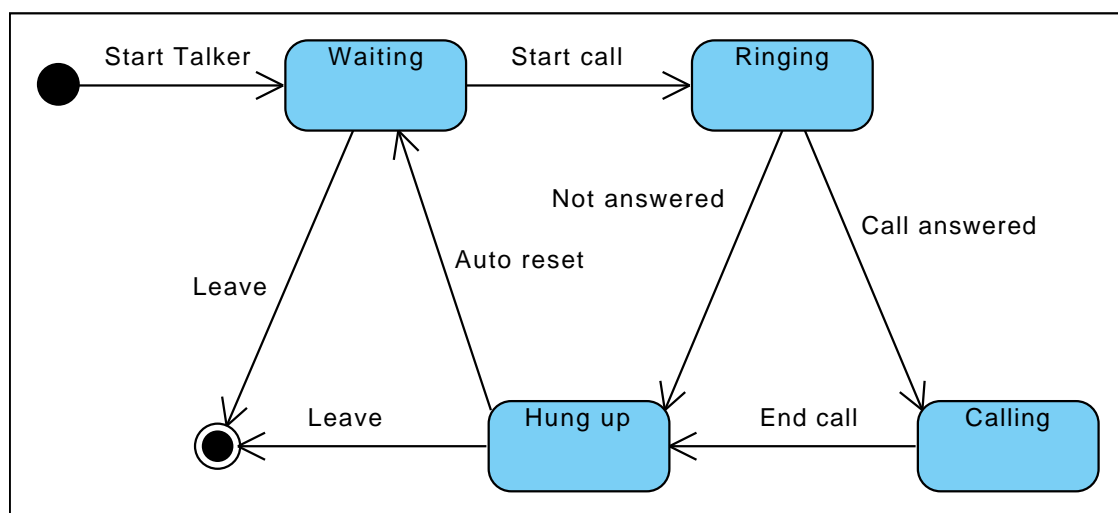 Start Talker
Waiting
Start call
Ringing
Not answered
Call answered
Auto reset
Leave
Leave
Hung up
End call
Calling